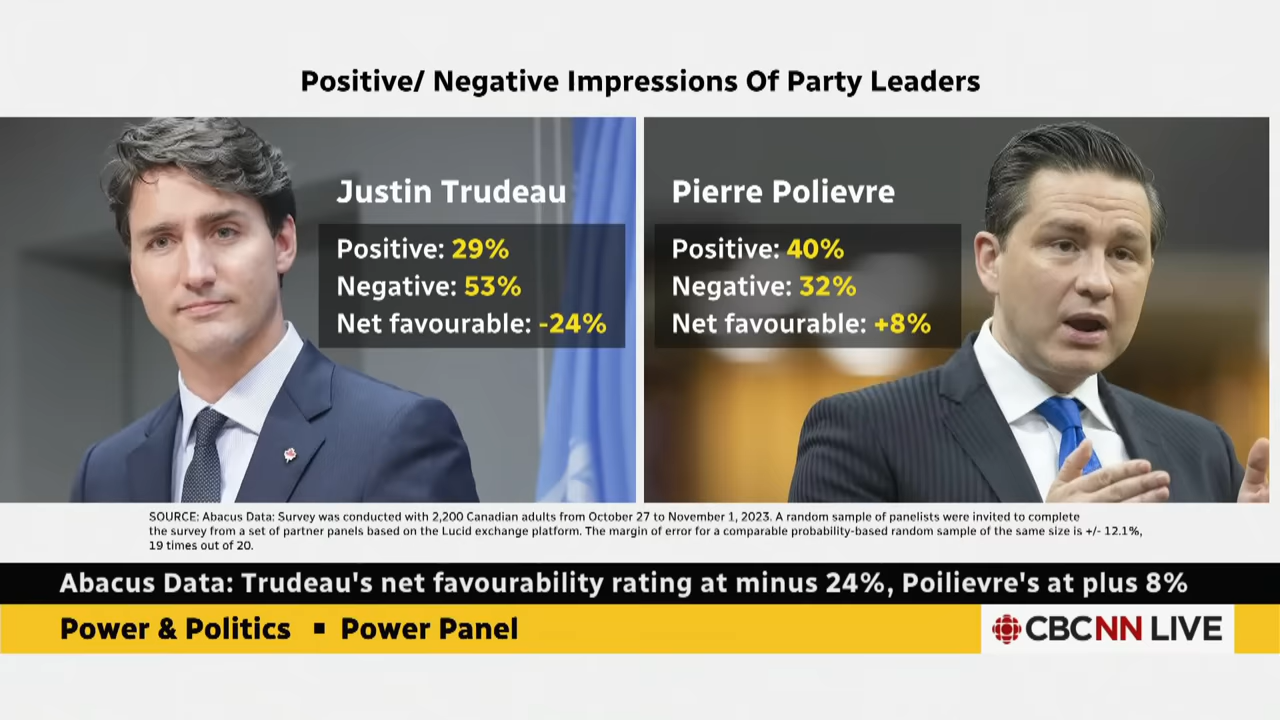 Positive/ Negative Impressions Of Party Leaders
Justin Trudeau
Positive: 29%
Negative: 53%
Net favourable: -24%
Pierre Polievre
Positive: 40%
Negative: 32%
Net favourable: +8%
SOURCE: Abacus Data: Survey was conducted with 2,200 Canadian adults from October 27 to November 1, 2023. A random sample of panelists were invited to complete
the survey from a set of partner panels based on the Lucid exchange platform. The margin of error for a comparable probability-based random sample of the same size is +/- 12.1%,
19 times out of 20.
Abacus Data: Trudeau's net favourability rating at minus 24%, Poilievre's at plus 8%
Power & Politics ▪ Power Panel
CBCNN LIVE